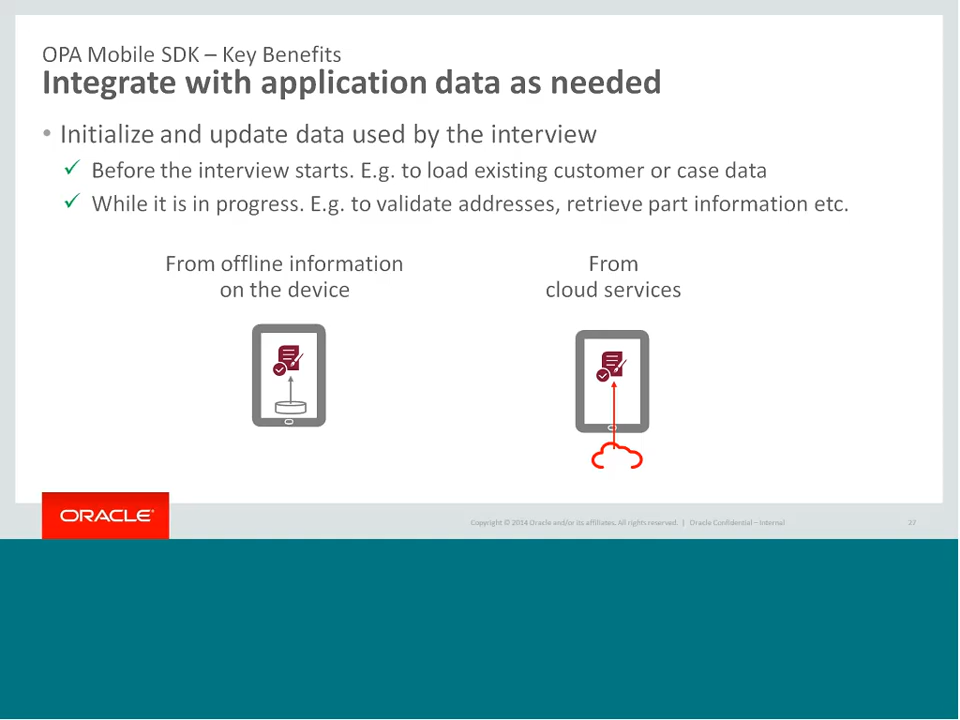 OPA Mobile SDK – Key Benefits
Integrate with application data as needed
• Initialize and update data used by the interview
✓ Before the interview starts. E.g. to load existing customer or case data
✓ While it is in progress. E.g. to validate addresses, retrieve part information etc.
From offline information
on the device
From
cloud services
ORACLE®
Copyright © 2014 Oracle and/or its affiliates. All rights reserved. | Oracle Confidential – Internal
27